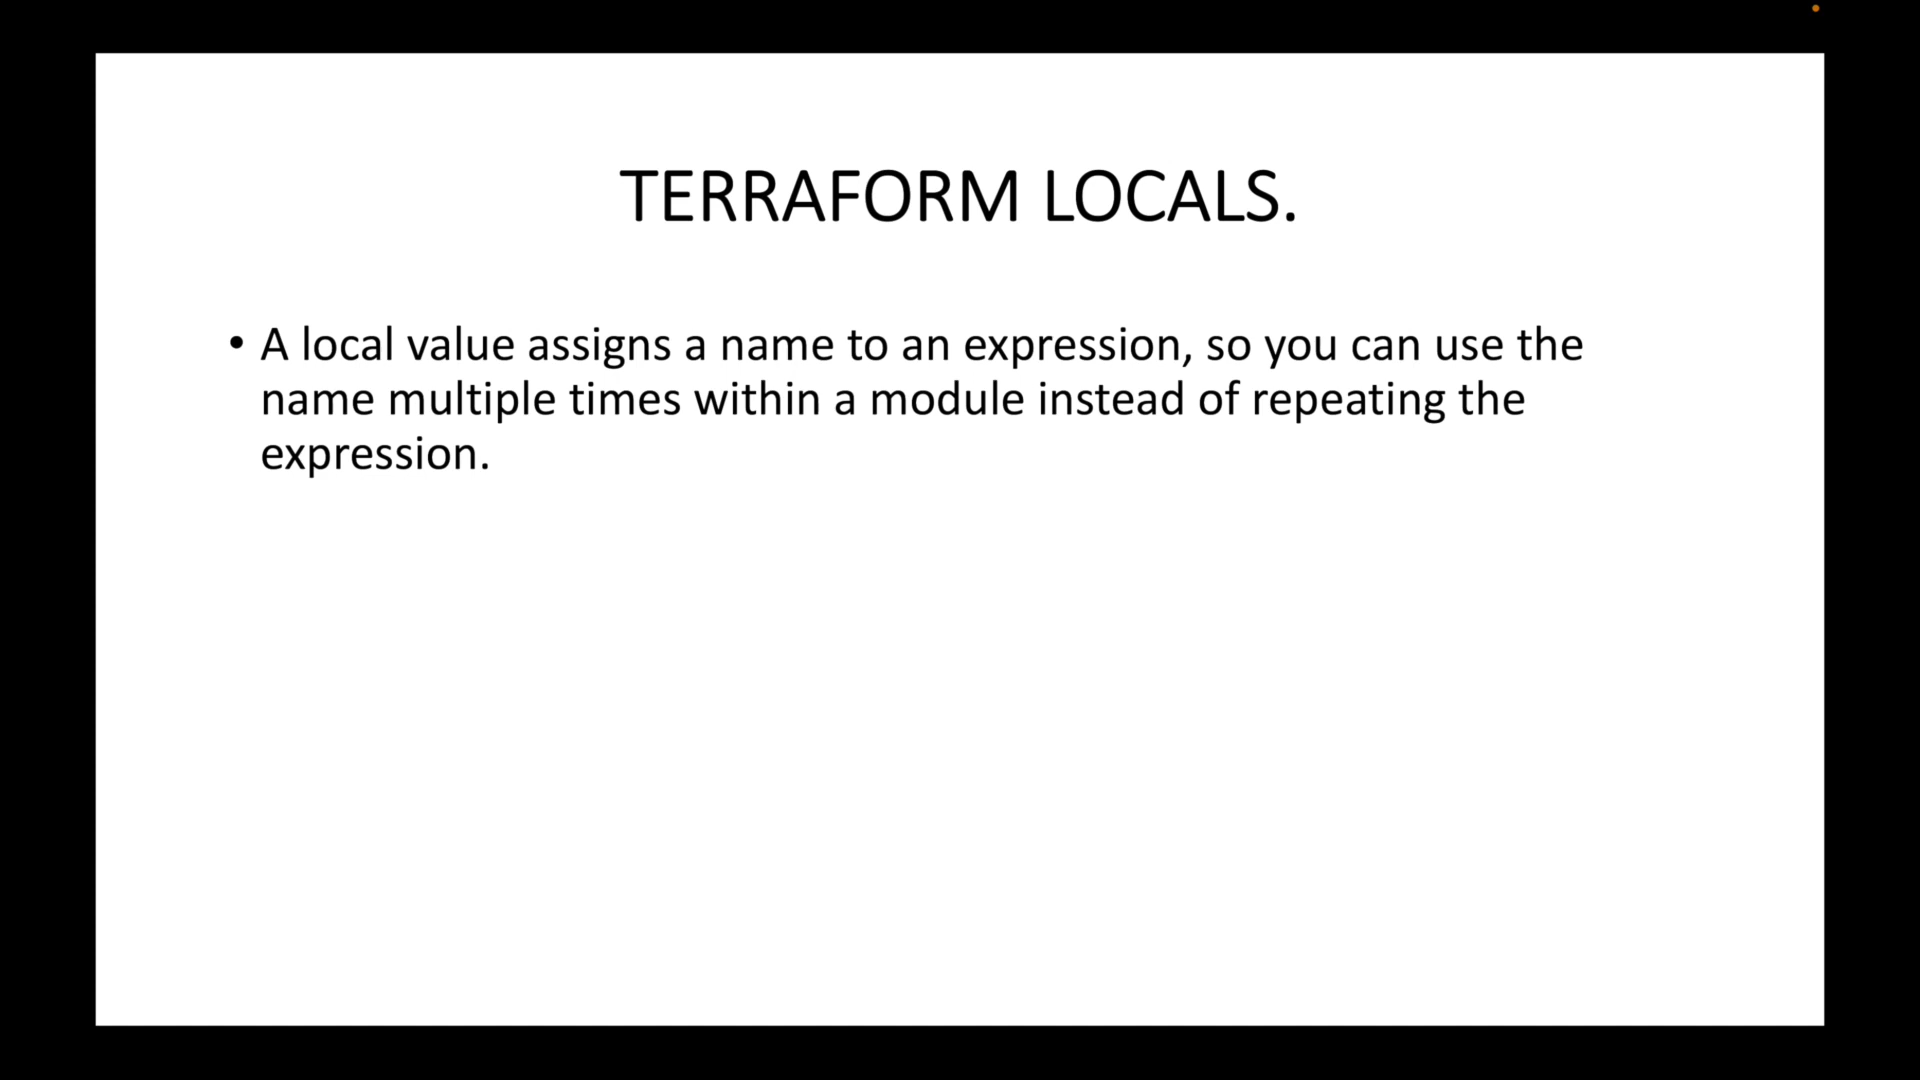 TERRAFORM LOCALS.
• A local value assigns a name to an expression, so you can use the
name multiple times within a module instead of repeating the
expression.